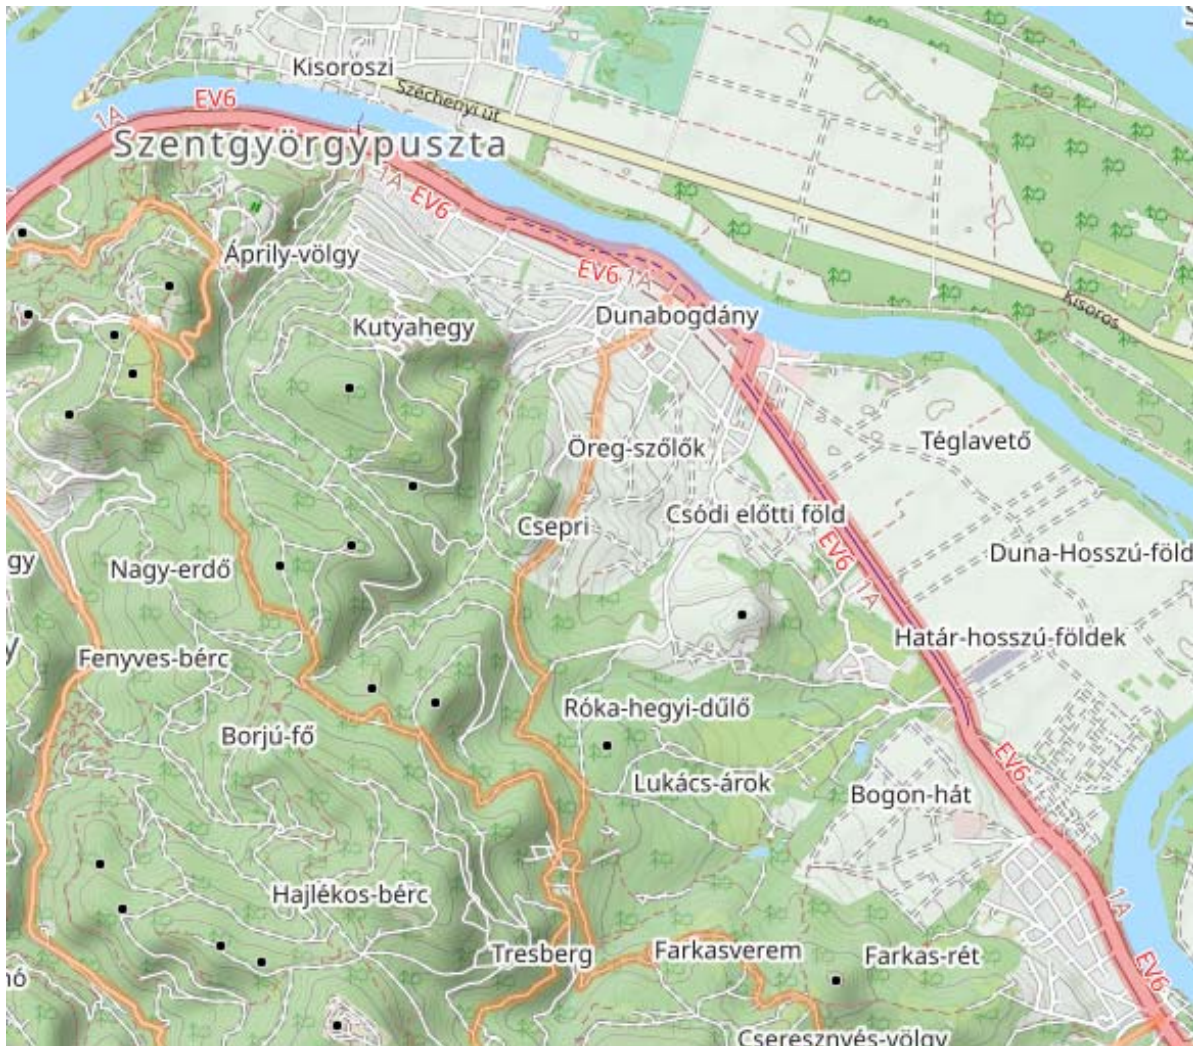 Kisoroszi
EV6
Széchenyi út
1A
Szentgyörgypuszta
1A
EV6
Áprily-völgy
EV6
1A
Kisoros
Dunabogdány
Kutyahegy
Téglavető
Öreg-szőlők
Csódi előtti föld
Csepri
EV6
Duna-Hosszú-föld
gy
Nagy-erdő
1A
Határ-hosszú-földek
y
Fenyves-bérc
Róka-hegyi-dűlő
Borjú-fő
EV6
Lukács-árok
Bogon-hát
Hajlékos-bérc
1A
Tresberg
Farkasverem
Farkas-rét
EV6
nó
Cseresznyés-völgy